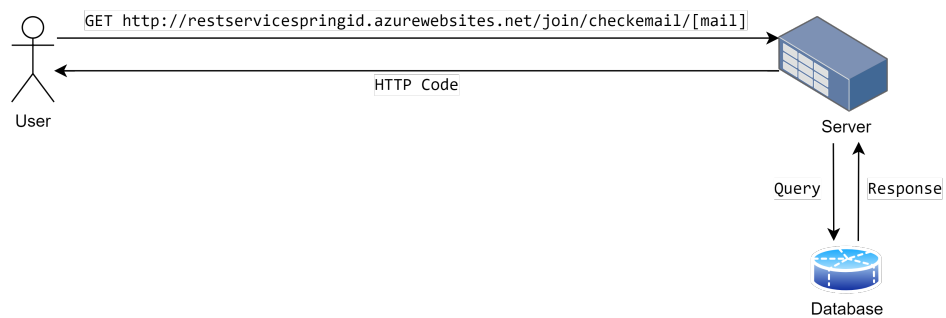 GET http://restservicespringid.azurewebsites.net/join/checkemail/[mail]
HTTP Code
User
Server
Query
Response
Database